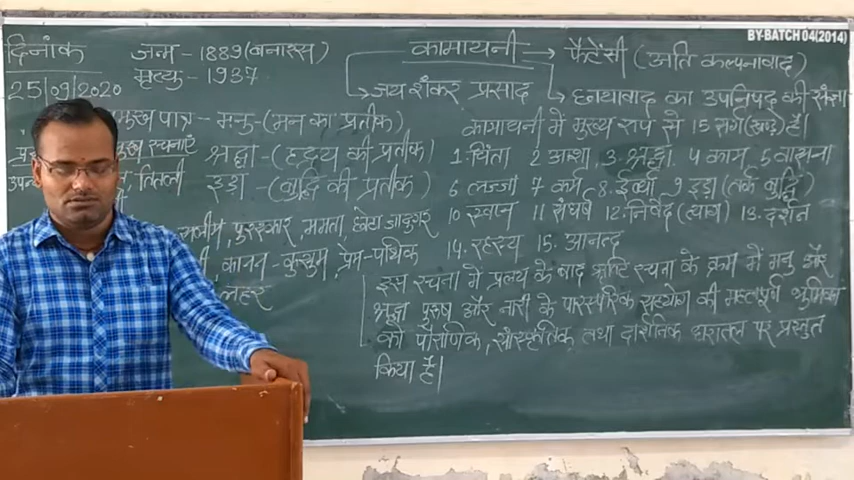 BY-BATCH 04(2014)
दिनांक
25/09/2020
जन्म - 1889 (बनारस)
मृत्यु - 1937
कामायनी → फैंटेसी (अति कल्पनावाद)
जय शंकर प्रसाद
छायावाद का उपनिषद की संज्ञा
पात्र - मनु - (मन का प्रतीक)
श्रद्धा - (हृदय की प्रतीक)
इड़ा - (बुद्धि की प्रतीक)
रचनाएँ
तितली
पुरस्कार, ममता, छोटा जादूगर
कानन - कुसुम, प्रेम-पथिक
लहर
कामायनी में मुख्य रूप से 15 सर्ग (खण्ड) हैं।
1. चिंता 2 आशा 3. श्रद्धा 4 काम 5 वासना
6 लज्जा 7 कर्म 8. ईर्ष्या 9 इड़ा (तर्क बुद्धि)
10 स्वप्न 11 संघर्ष 12. निर्वेद (त्याग) 13. दर्शन
14. रहस्य 15. आनन्द
इस रचना में प्रलय के बाद सृष्टि रचना के क्रम में मनु और
श्रद्धा पुरुष और नारी के पारस्परिक सहयोग की महत्वपूर्ण भूमिका
को पौराणिक, सांस्कृतिक तथा दार्शनिक धरातल पर प्रस्तुत
किया है।